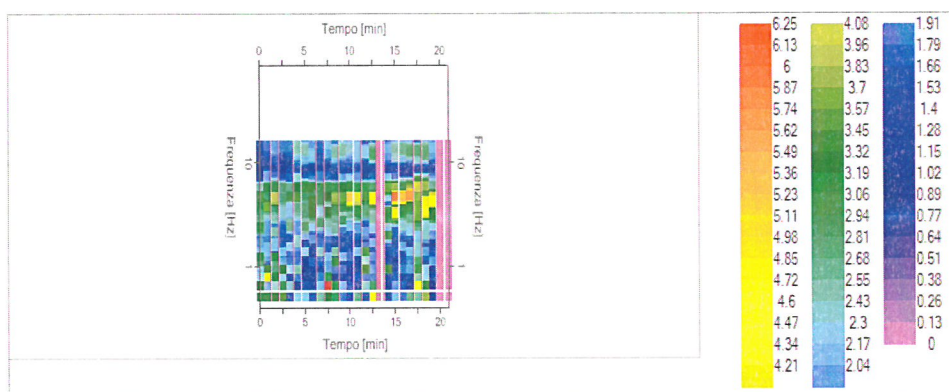 Tempo [min]
0 5 10 15 20
Frequenza [Hz]
10
1
Frequenza [Hz]
10
1
0 5 10 15 20
Tempo [min]
6.25 4.08 1.91
6.13 3.96 1.79
6 3.83 1.66
5.87 3.7 1.53
5.74 3.57 1.4
5.62 3.45 1.28
5.49 3.32 1.15
5.36 3.19 1.02
5.23 3.06 0.89
5.11 2.94 0.77
4.98 2.81 0.64
4.85 2.68 0.51
4.72 2.55 0.38
4.6 2.43 0.26
4.47 2.3 0.13
4.34 2.17 0
4.21 2.04